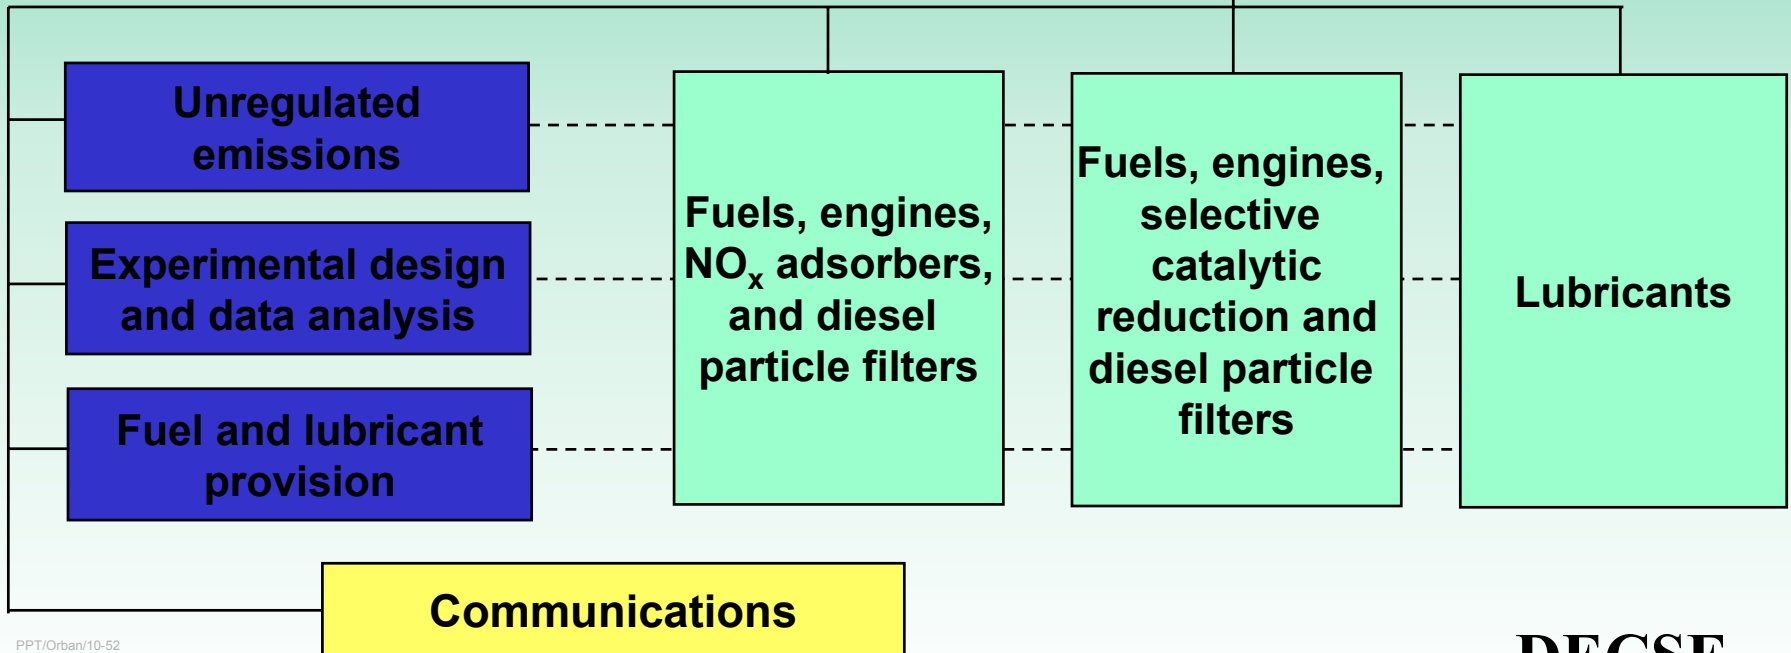 Unregulated
emissions
Experimental design
and data analysis
Fuel and lubricant
provision
Fuels, engines,
NOx adsorbers,
and diesel
particle filters
Fuels, engines,
selective
catalytic
reduction and
diesel particle
filters
Lubricants
Communications
PPT/Orban/10-52